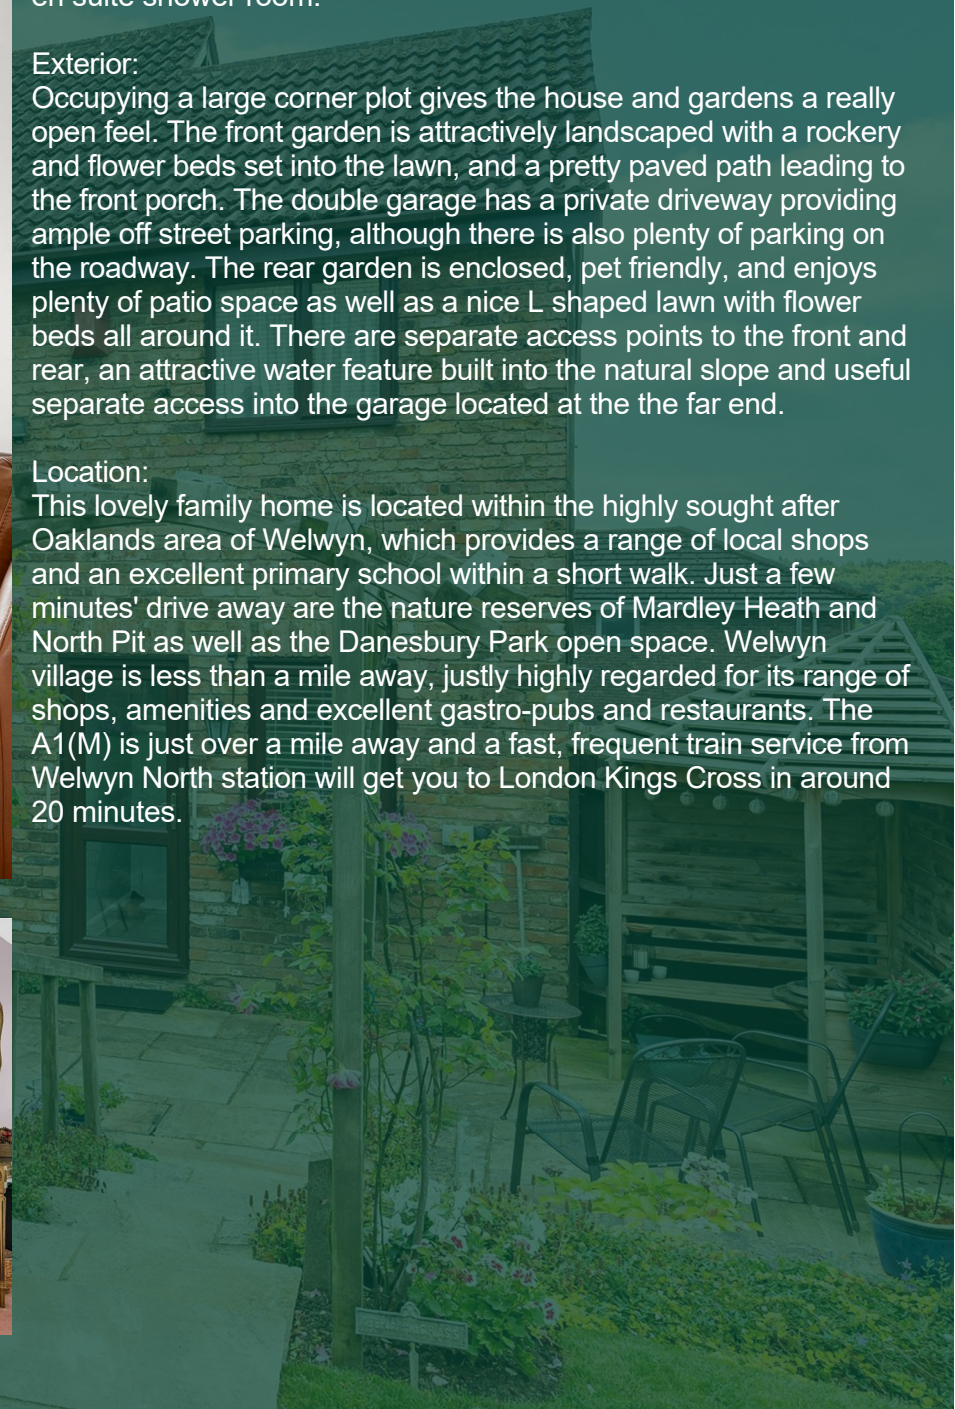 en suite shower room.
Exterior:
Occupying a large corner plot gives the house and gardens a really
open feel. The front garden is attractively landscaped with a rockery
and flower beds set into the lawn, and a pretty paved path leading to
the front porch. The double garage has a private driveway providing
ample off street parking, although there is also plenty of parking on
the roadway. The rear garden is enclosed, pet friendly, and enjoys
plenty of patio space as well as a nice L shaped lawn with flower
beds all around it. There are separate access points to the front and
rear, an attractive water feature built into the natural slope and useful
separate access into the garage located at the the far end.
Location:
This lovely family home is located within the highly sought after
Oaklands area of Welwyn, which provides a range of local shops
and an excellent primary school within a short walk. Just a few
minutes' drive away are the nature reserves of Mardley Heath and
North Pit as well as the Danesbury Park open space. Welwyn
village is less than a mile away, justly highly regarded for its range of
shops, amenities and excellent gastro-pubs and restaurants. The
A1(M) is just over a mile away and a fast, frequent train service from
Welwyn North station will get you to London Kings Cross in around
20 minutes.